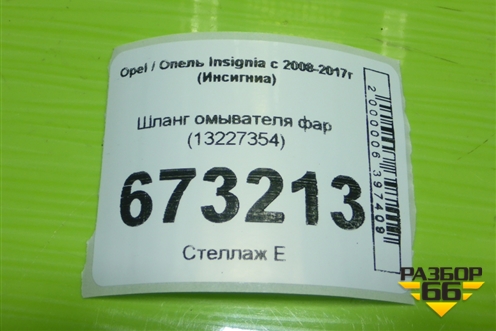 Opel / Опель Insignia с 2008-2017г
(Инсигниа)
Шланг омывателя фар
(13227354)
673213
Стеллаж E
2000006397409
РАЗБОР
66